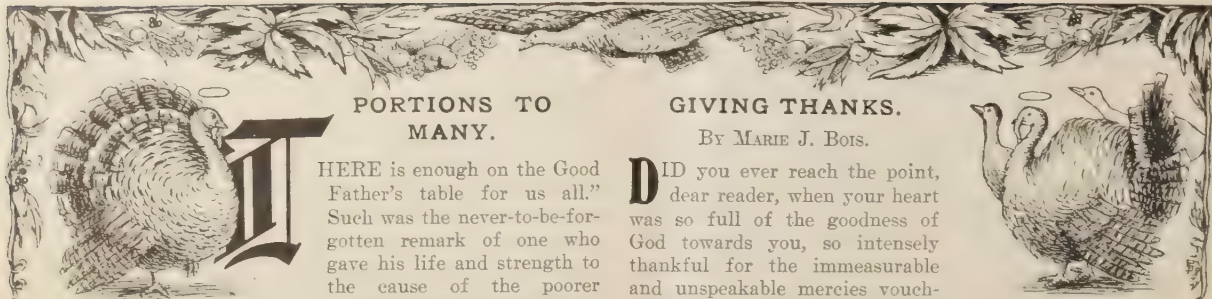 PORTIONS TO
MANY.
THERE is enough on the Good
Father's table for us all."
Such was the never-to-be-for-
gotten remark of one who
gave his life and strength to
the cause of the poorer
GIVING THANKS.
BY MARIE J. BOIS.
DID you ever reach the point,
dear reader, when your heart
was so full of the goodness of
God towards you, so intensely
thankful for the immeasurable
and unspeakable mercies vouch-